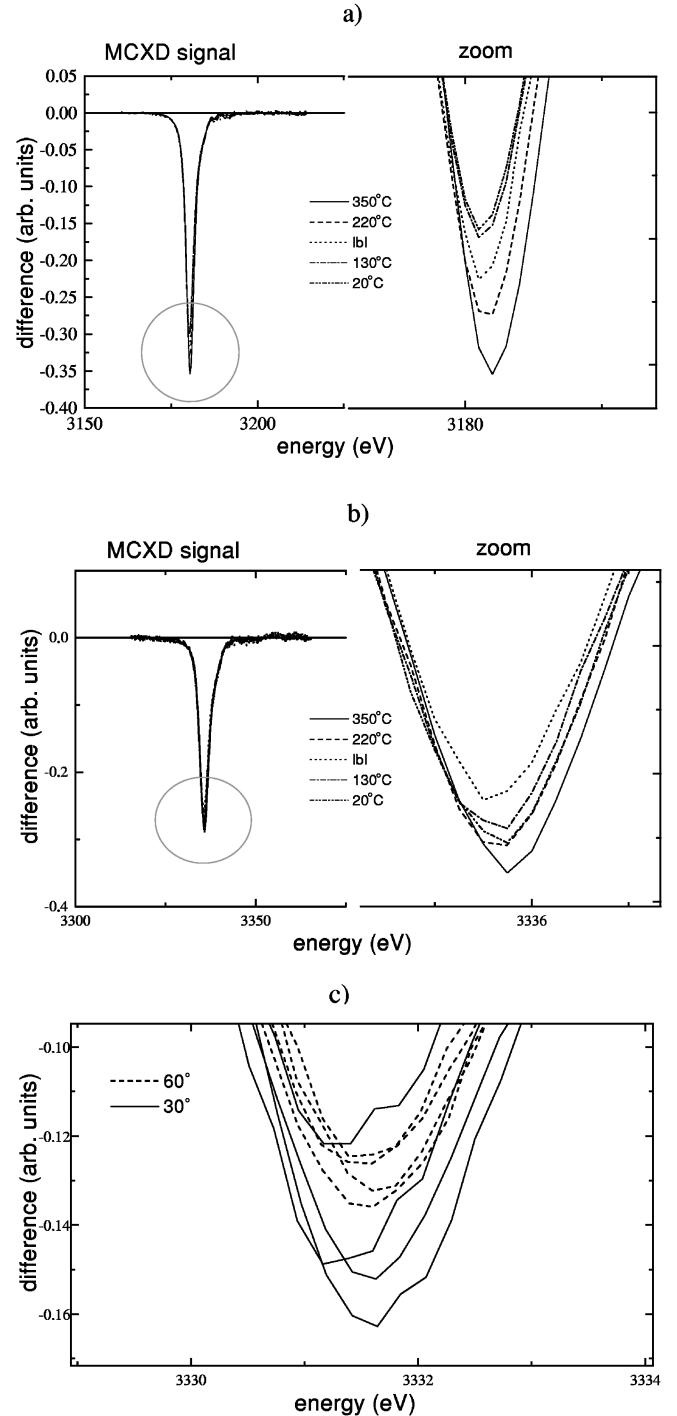 a)
MCXD signal
zoom
0.05
0.00
-0.05
-0.10
-0.15
-0.20
-0.25
-0.30
-0.35
-0.40
difference (arb. units)
350°C
220°C
lbl
130°C
20°C
3150
3200
3180
energy (eV)
b)
MCXD signal
zoom
0.0
-0.2
-0.4
difference (arb. units)
350°C
220°C
lbl
130°C
20°C
3300
3350
3336
energy (eV)
c)
-0.10
-0.12
-0.14
-0.16
difference (arb. units)
60°
30°
3330
3332
3334
energy (eV)